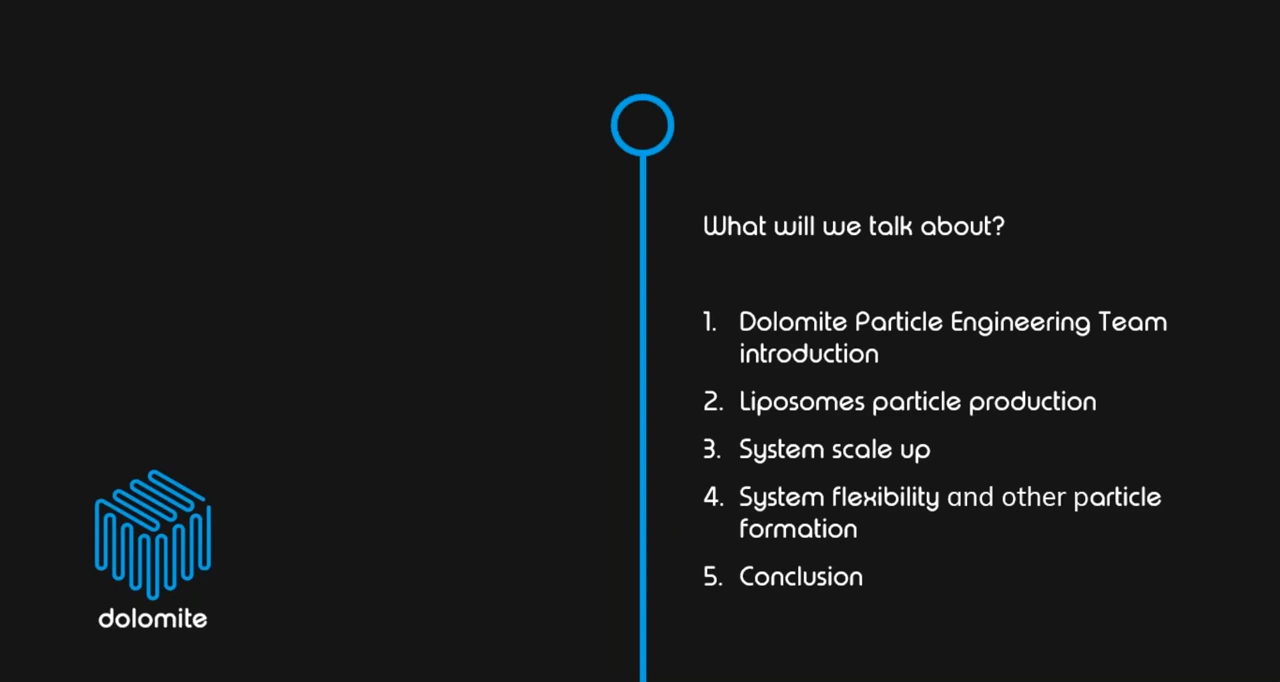 What will we talk about?
1. Dolomite Particle Engineering Team
introduction
2. Liposomes particle production
3. System scale up
4. System flexibility and other particle
formation
5. Conclusion
dolomite